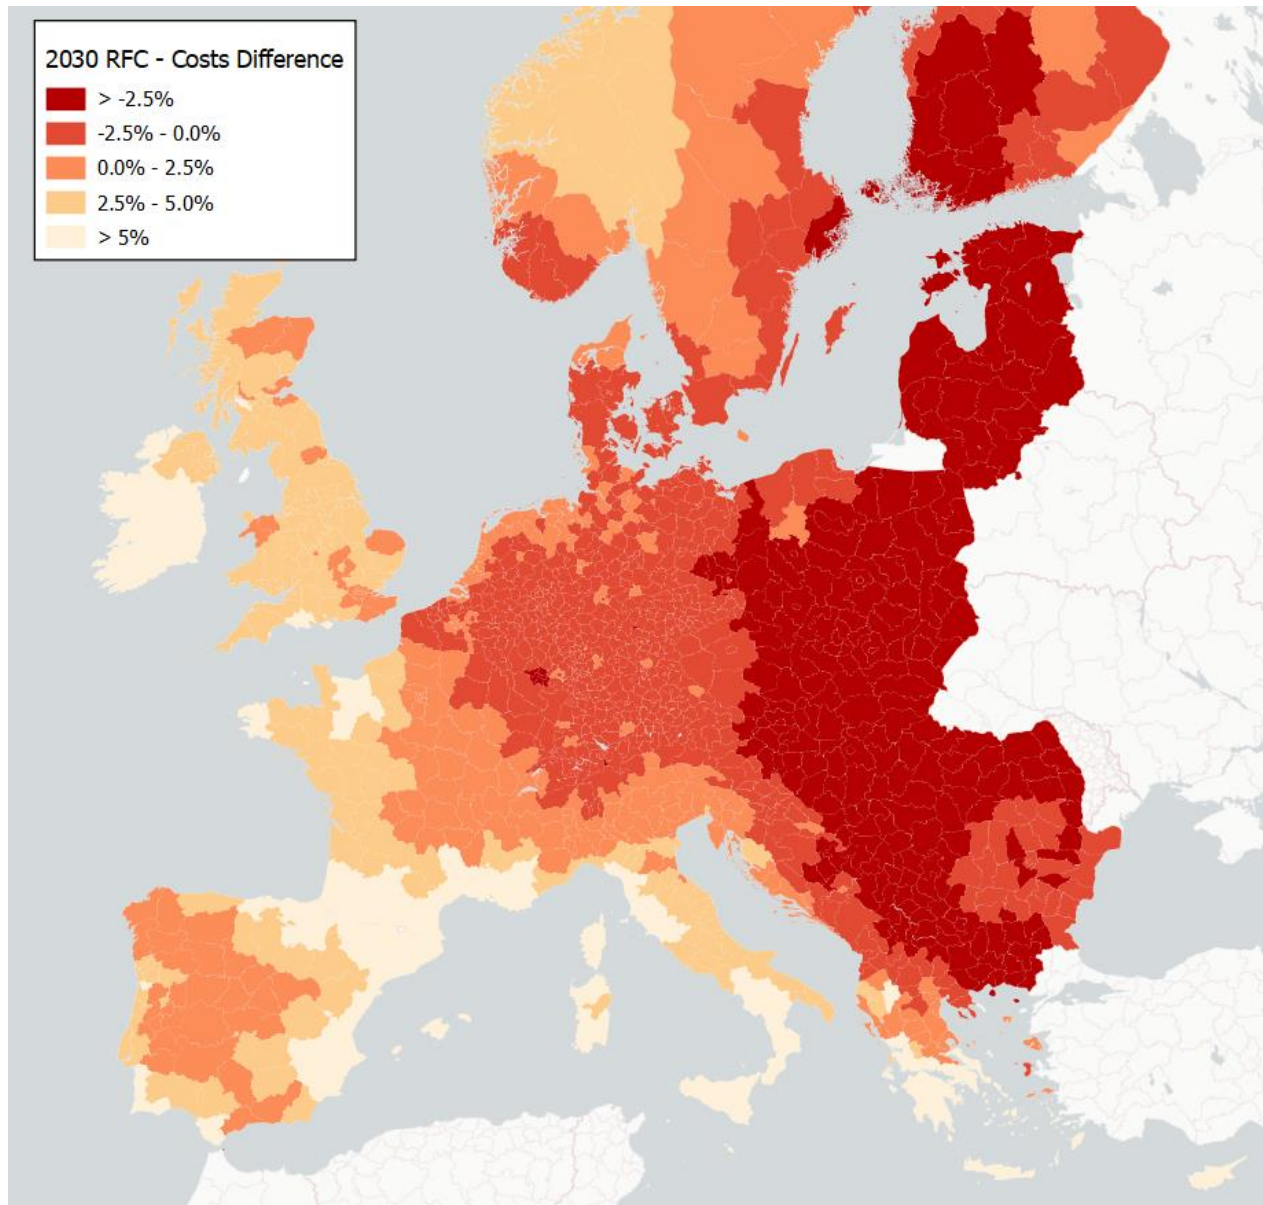 2030 RFC - Costs Difference
> -2.5%
-2.5% - 0.0%
0.0% - 2.5%
2.5% - 5.0%
> 5%